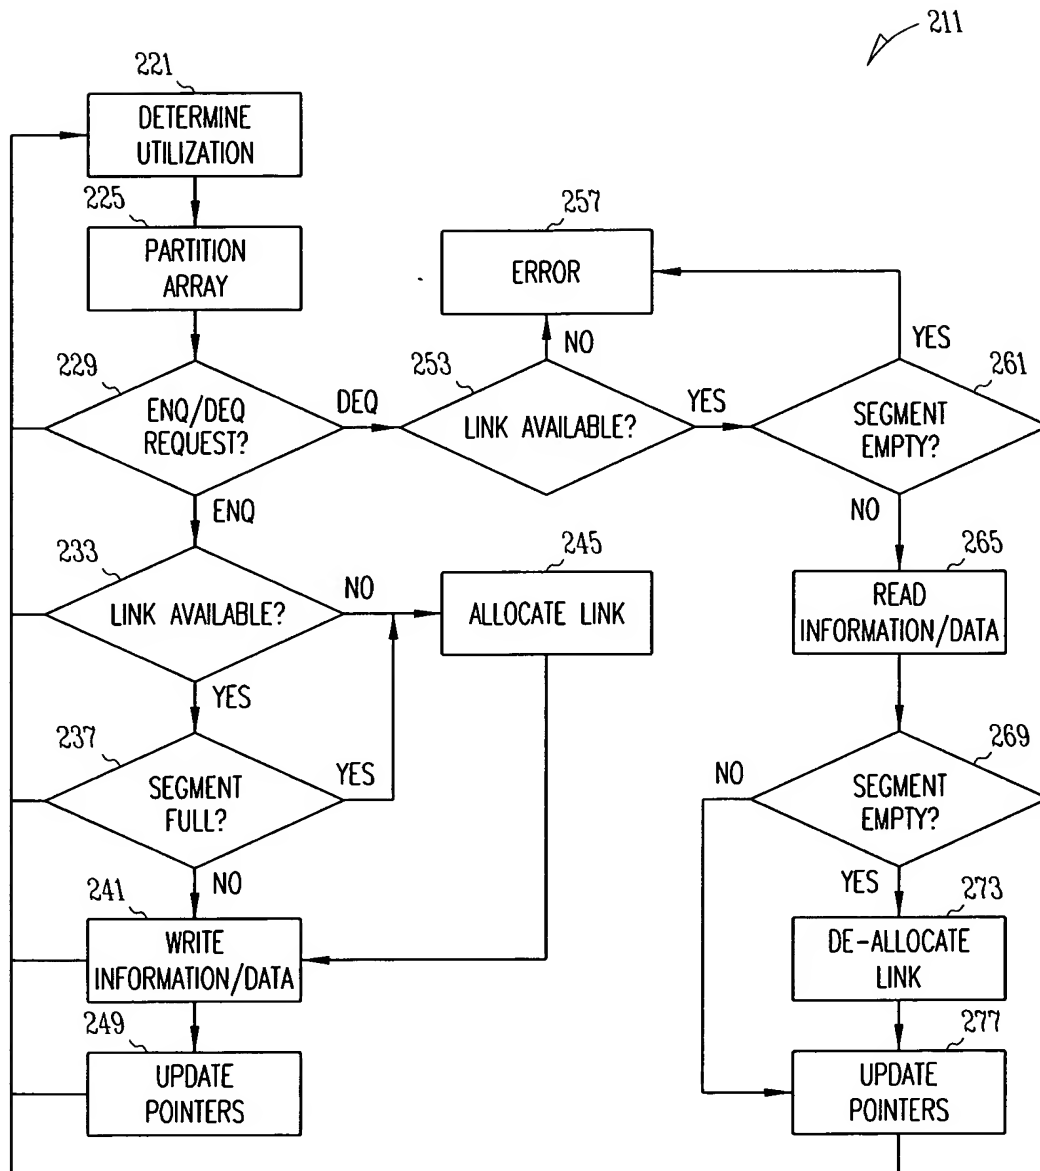 211
221
DETERMINE
UTILIZATION
225
PARTITION
ARRAY
257
ERROR
229
ENQ/DEQ
REQUEST?
DEQ
253
NO
LINK AVAILABLE?
YES
YES
261
SEGMENT
EMPTY?
ENQ
NO
233
LINK AVAILABLE?
NO
245
ALLOCATE LINK
265
READ
INFORMATION/DATA
YES
237
SEGMENT
FULL?
YES
269
NO
SEGMENT
EMPTY?
NO
YES
241
WRITE
INFORMATION/DATA
273
DE-ALLOCATE
LINK
249
UPDATE
POINTERS
277
UPDATE
POINTERS